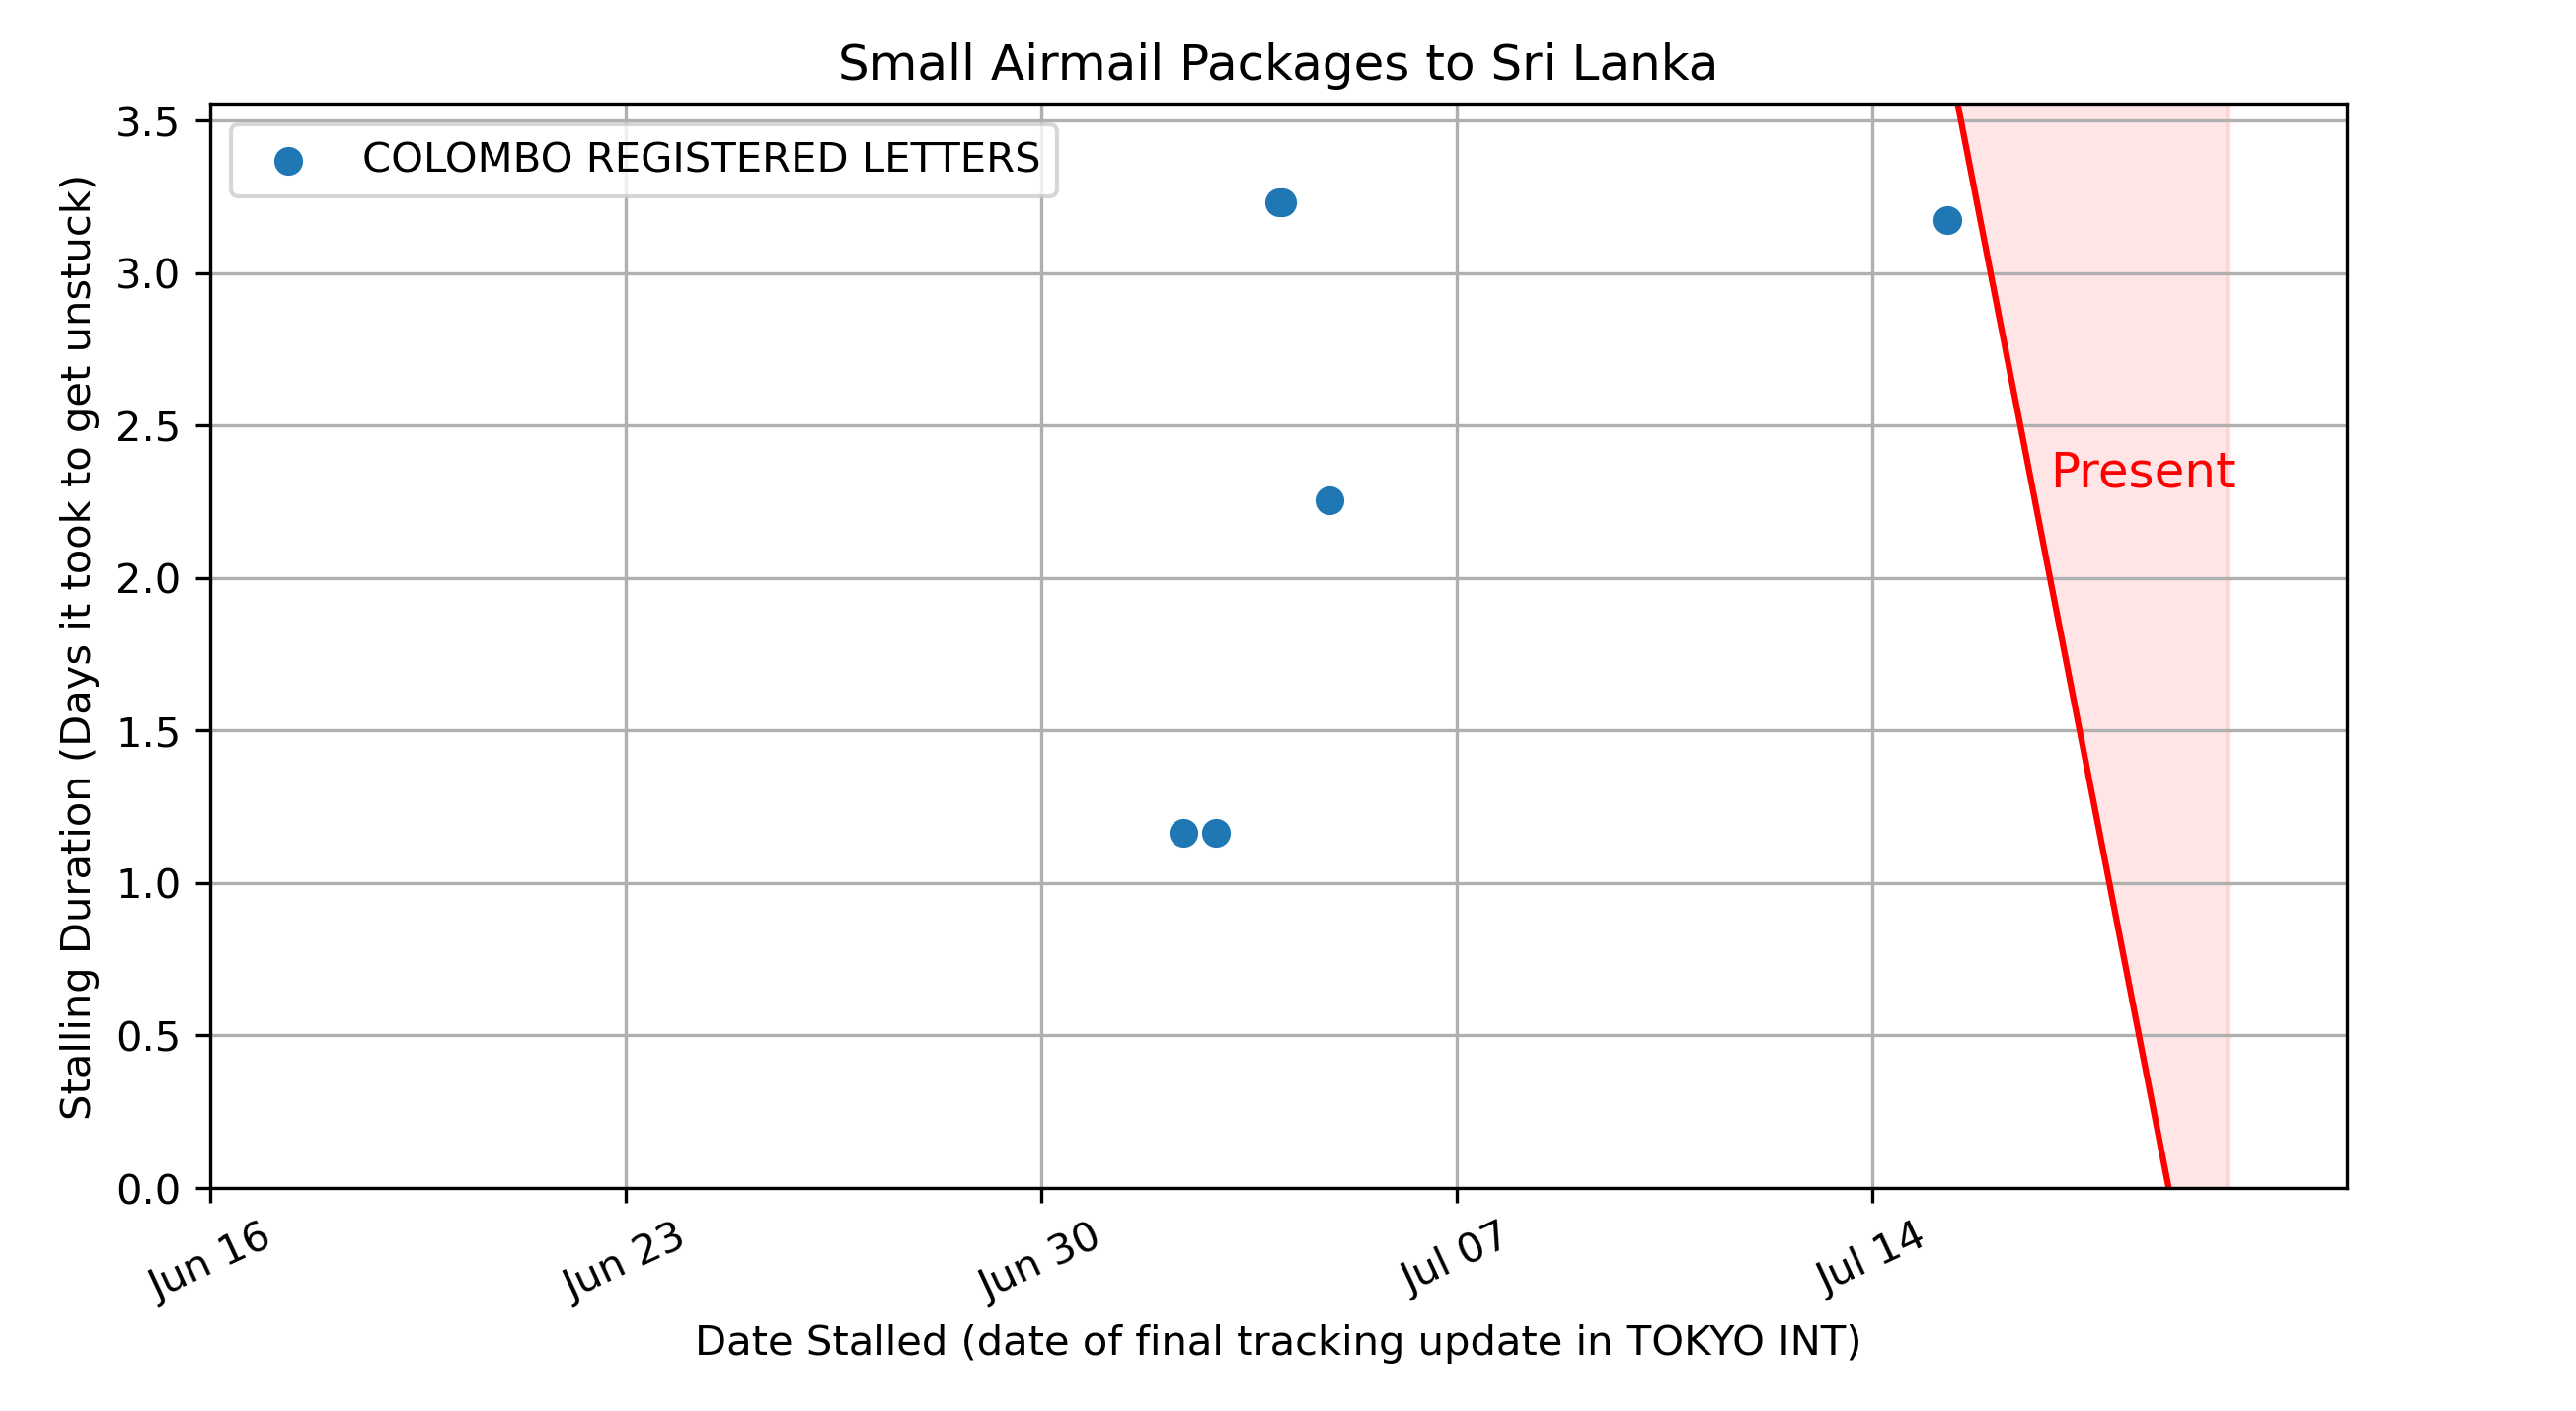 Small Airmail Packages to Sri Lanka
COLOMBO REGISTERED LETTERS
Present
Stalling Duration (Days it took to get unstuck)
3.5
3.0
2.5
2.0
1.5
1.0
0.5
0.0
Jun 16
Jun 23
Jun 30
Jul 07
Jul 14
Date Stalled (date of final tracking update in TOKYO INT)